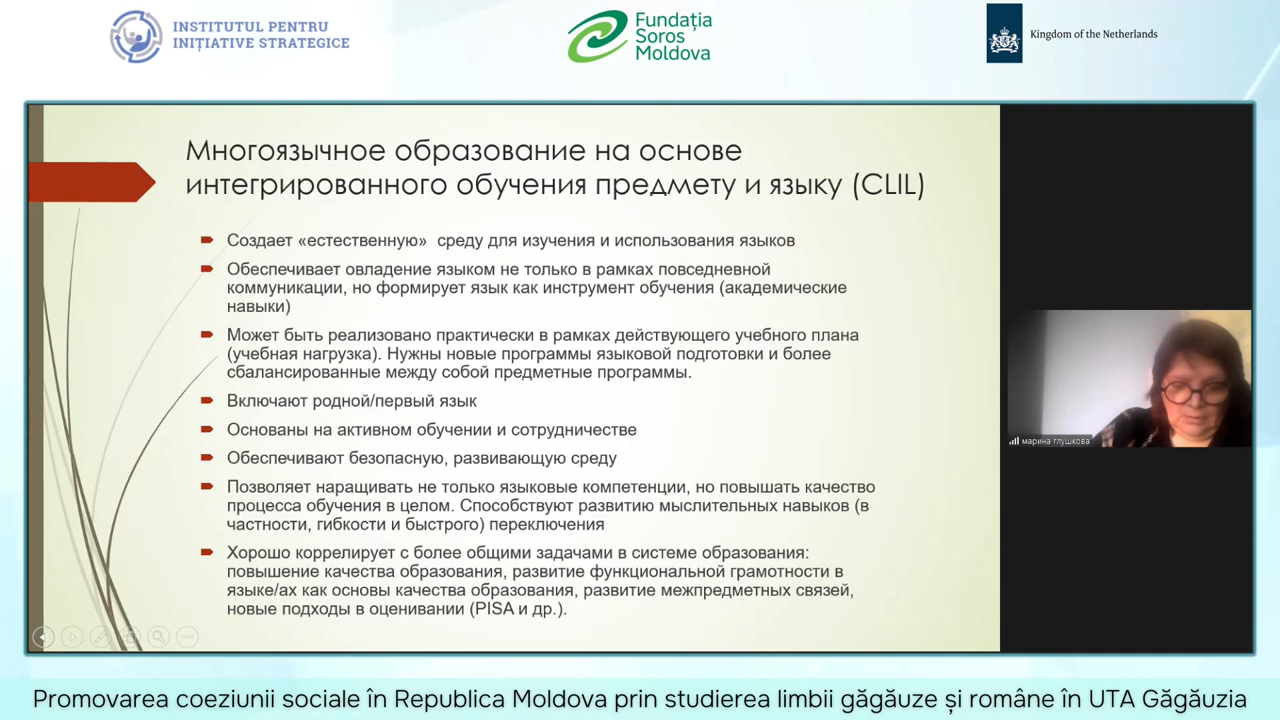 INSTITUTUL PENTRU
INIȚIATIVE STRATEGICE
Fundația
Soros
Moldova
Kingdom of the Netherlands
Многоязычное образование на основе
интегрированного обучения предмету и языку (CLIL)
Создает «естественную» среду для изучения и использования языков
Обеспечивает овладение языком не только в рамках повседневной
коммуникации, но формирует язык как инструмент обучения (академические
навыки)
Может быть реализовано практически в рамках действующего учебного плана
(учебная нагрузка). Нужны новые программы языковой подготовки и более
сбалансированные между собой предметные программы.
Включают родной/первый язык
Основаны на активном обучении и сотрудничестве
Обеспечивают безопасную, развивающую среду
Позволяет наращивать не только языковые компетенции, но повышать качество
процесса обучения в целом. Способствуют развитию мыслительных навыков (в
частности, гибкости и быстрого) переключения
Хорошо коррелирует с более общими задачами в системе образования:
повышение качества образования, развитие функциональной грамотности в
языке/ах как основы качества образования, развитие межпредметных связей,
новые подходы в оценивании (PISA и др.).
марина глушкова
Promovarea coeziunii sociale în Republica Moldova prin studierea limbii găgăuze și române în UTA Găgăuzia